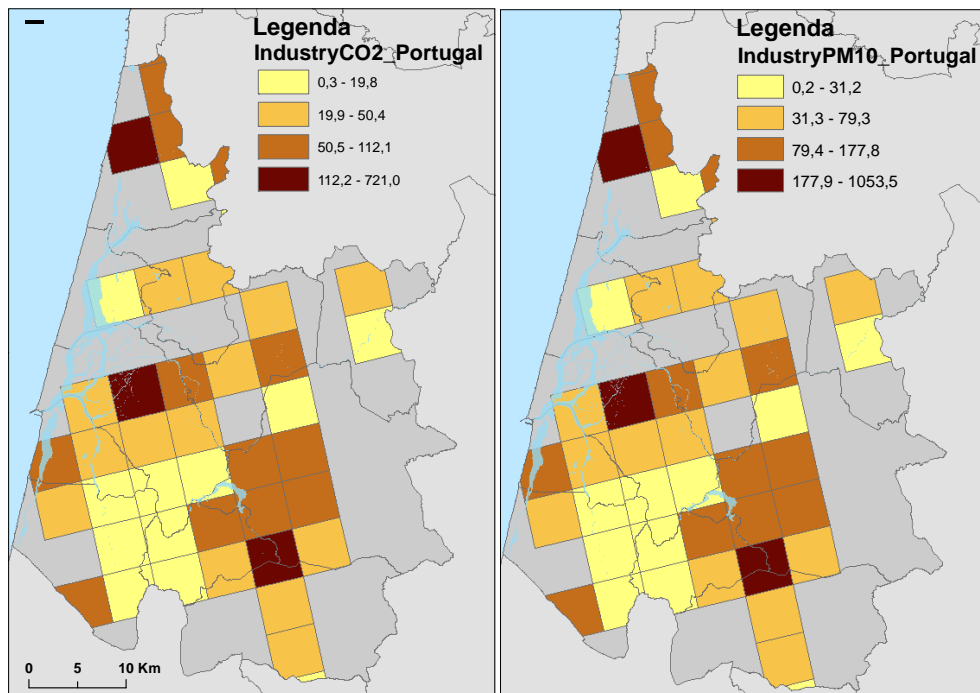 Legenda
IndustryCO2_Portugal
0,3 - 19,8
19,9 - 50,4
50,5 - 112,1
112,2 - 721,0
0 5 10 Km
Legenda
IndustryPM10_Portugal
0,2 - 31,2
31,3 - 79,3
79,4 - 177,8
177,9 - 1053,5